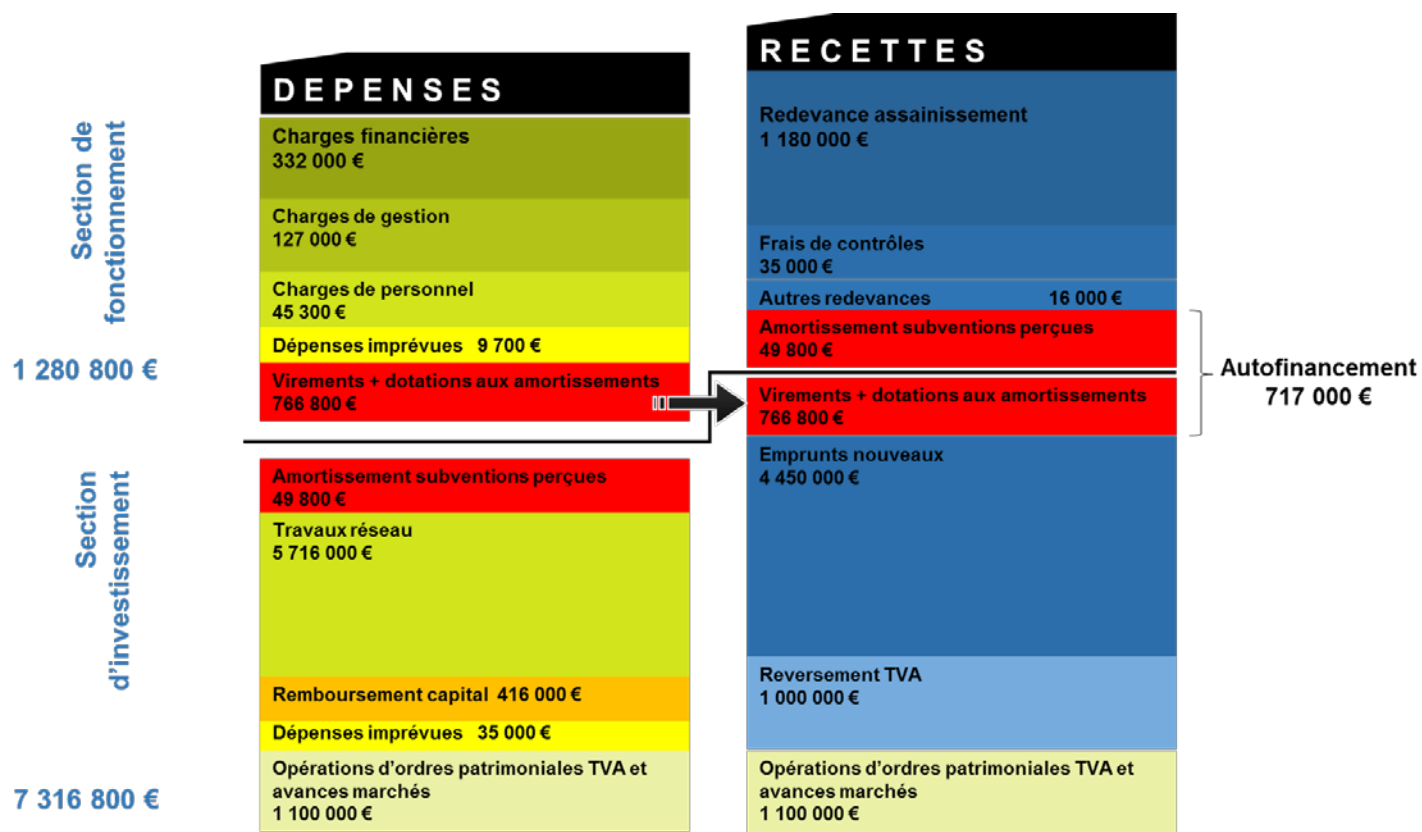 DEPENSES
RECETTES
Section de
fonctionnement
1 280 800 €
Charges financières
332 000 €
Charges de gestion
127 000 €
Charges de personnel
45 300 €
Dépenses imprévues 9 700 €
Virements + dotations aux amortissements
766 800 €
Redevance assainissement
1 180 000 €
Frais de contrôles
35 000 €
Autres redevances 16 000 €
Amortissement subventions perçues
49 800 €
Virements + dotations aux amortissements
766 800 €
Autofinancement
717 000 €
Section
d'investissement
7 316 800 €
Amortissement subventions perçues
49 800 €
Travaux réseau
5 716 000 €
Remboursement capital 416 000 €
Dépenses imprévues 35 000 €
Opérations d'ordres patrimoniales TVA et
avances marchés
1 100 000 €
Emprunts nouveaux
4 450 000 €
Reversement TVA
1 000 000 €
Opérations d'ordres patrimoniales TVA et
avances marchés
1 100 000 €